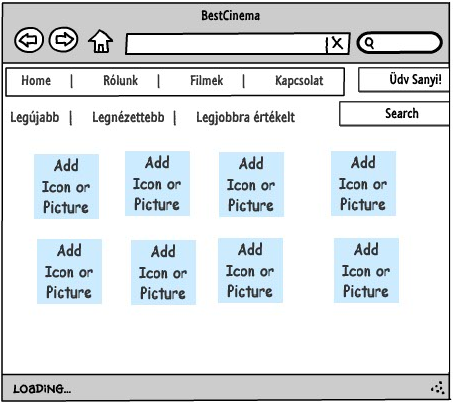 BestCinema
Home | Rólunk | Filmek | Kapcsolat
Üdv Sanyi!
Legújabb | Legnézettebb | Legjobbra értékelt
Search
Add
Icon or
Picture
Add
Icon or
Picture
Add
Icon or
Picture
Add
Icon or
Picture
Add
Icon or
Picture
Add
Icon or
Picture
Add
Icon or
Picture
Add
Icon or
Picture
LOADING...